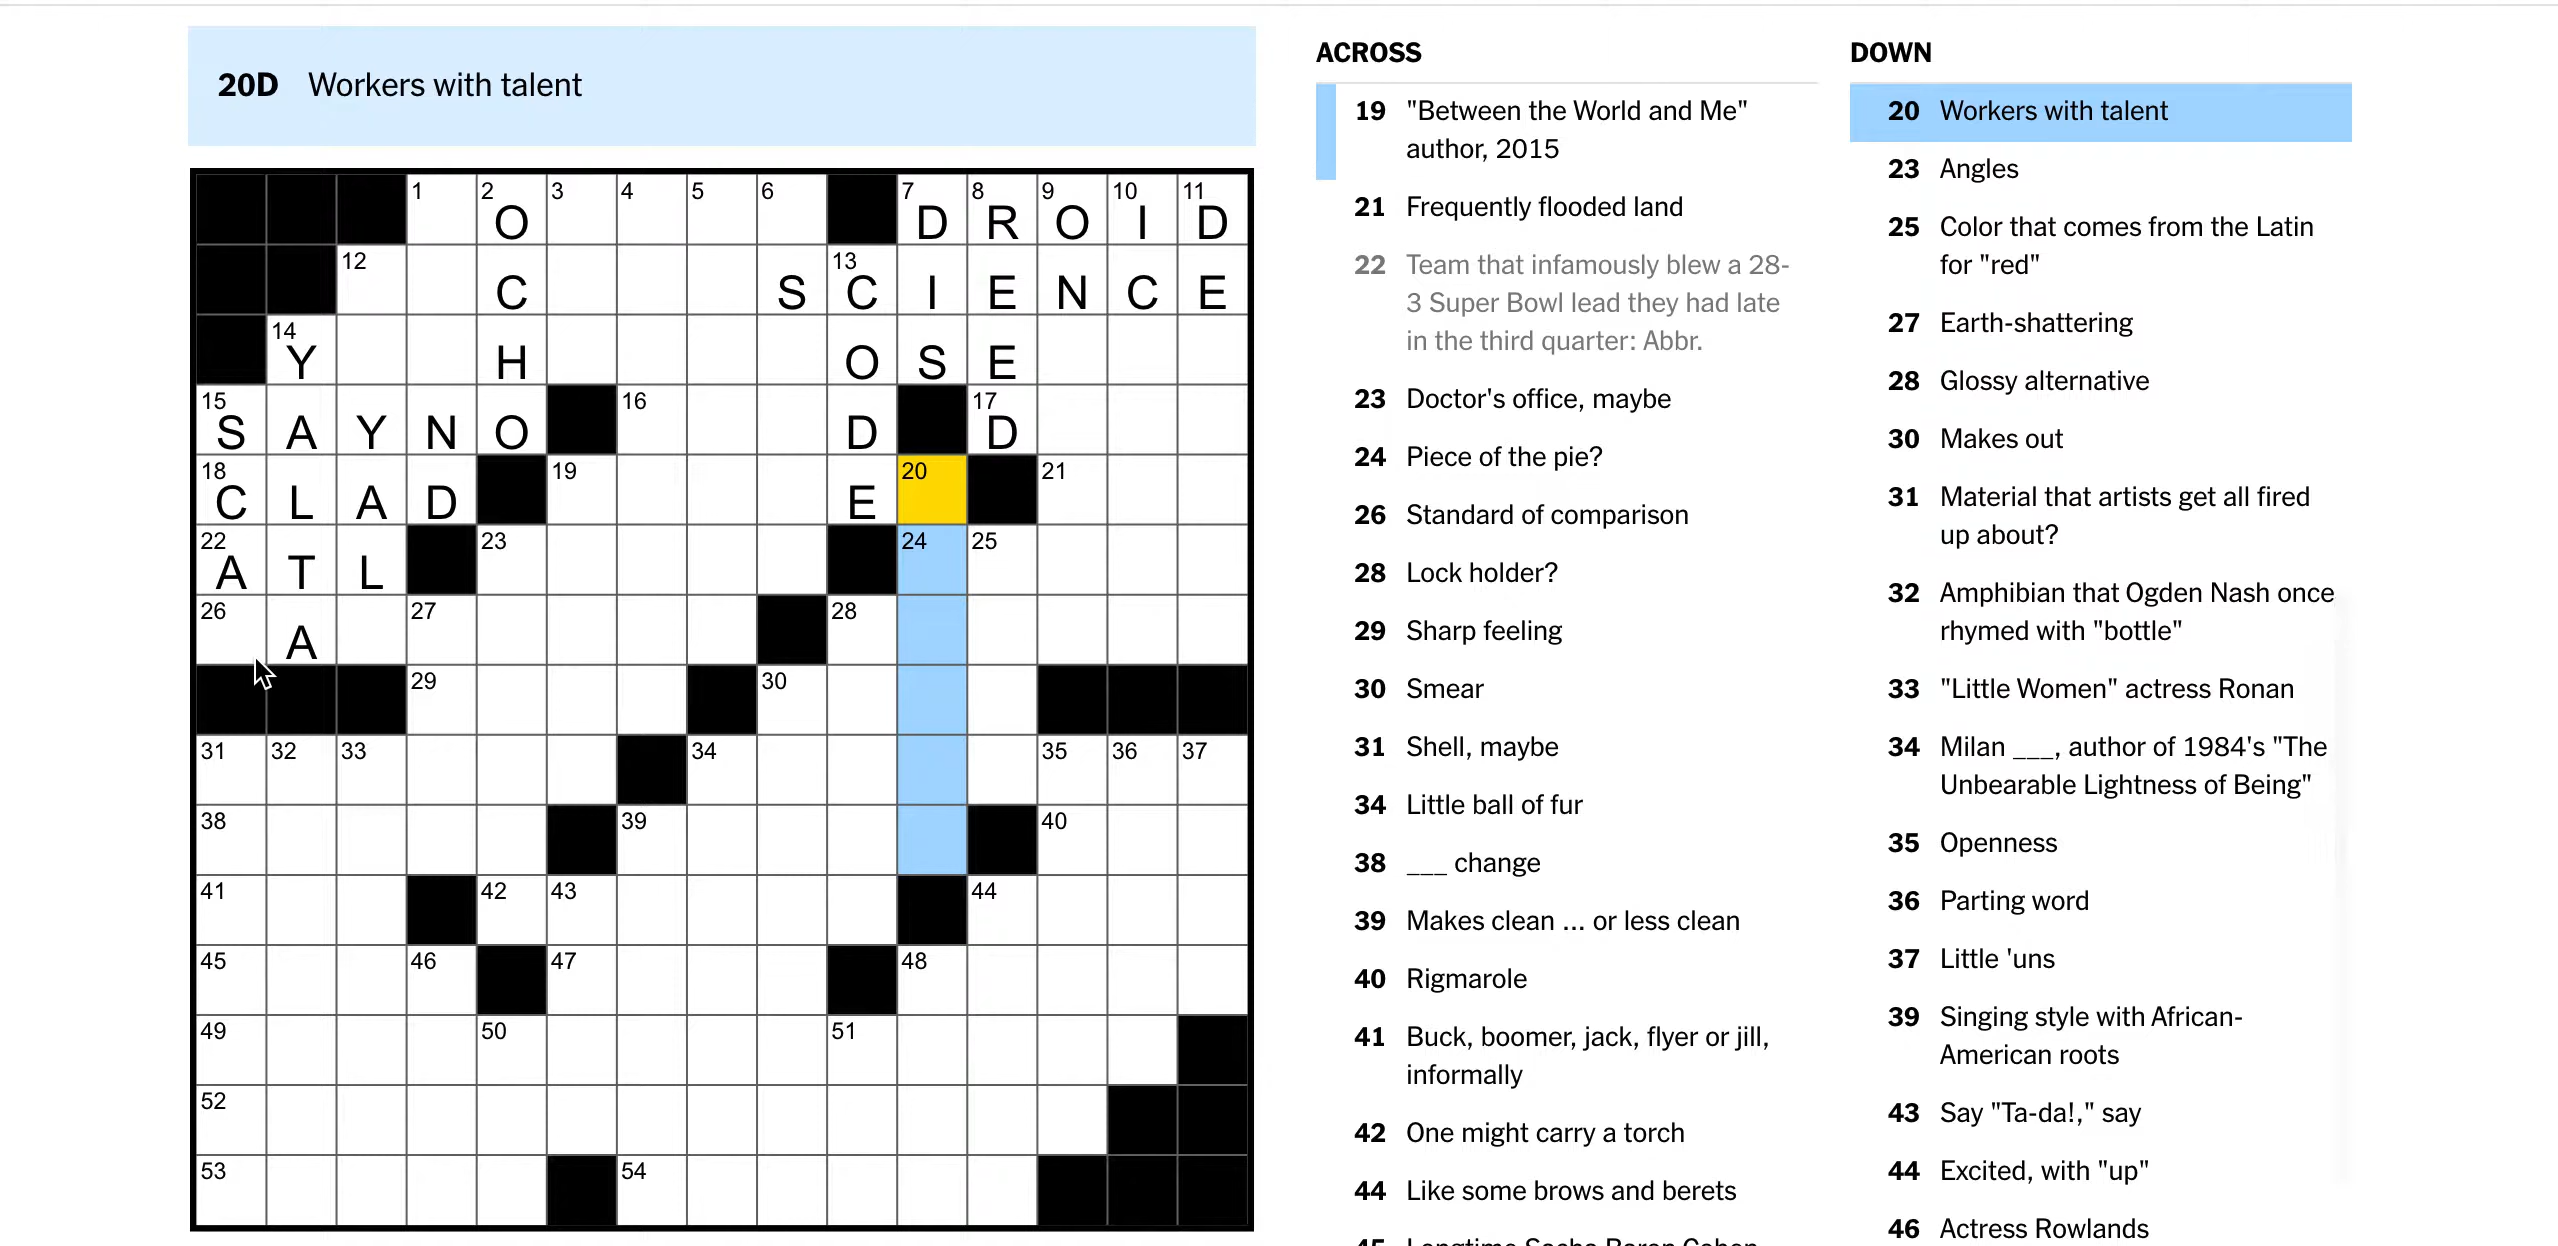 20D Workers with talent
1 2 O 3 4 5 6 7 D 8 R 9 O 10 I 11 D
12 C S 13 C I E N C E
14 Y H O S E
15 S A Y N O 16 D 17 D
18 C L A D 19 E 20 21
22 A T L 23 24 25
26 A 27 28
29 30
31 32 33 34 35 36 37
38 39 40
41 42 43 44
45 46 47 48
49 50 51
52
53 54
ACROSS
19 "Between the World and Me"
author, 2015
21 Frequently flooded land
22 Team that infamously blew a 28-
3 Super Bowl lead they had late
in the third quarter: Abbr.
23 Doctor's office, maybe
24 Piece of the pie?
26 Standard of comparison
28 Lock holder?
29 Sharp feeling
30 Smear
31 Shell, maybe
34 Little ball of fur
38 ___ change
39 Makes clean ... or less clean
40 Rigmarole
41 Buck, boomer, jack, flyer or jill,
informally
42 One might carry a torch
44 Like some brows and berets
45 Longtime Sacha Baron Cohen
DOWN
20 Workers with talent
23 Angles
25 Color that comes from the Latin
for "red"
27 Earth-shattering
28 Glossy alternative
30 Makes out
31 Material that artists get all fired
up about?
32 Amphibian that Ogden Nash once
rhymed with "bottle"
33 "Little Women" actress Ronan
34 Milan ___, author of 1984's "The
Unbearable Lightness of Being"
35 Openness
36 Parting word
37 Little 'uns
39 Singing style with African-
American roots
43 Say "Ta-da!," say
44 Excited, with "up"
46 Actress Rowlands